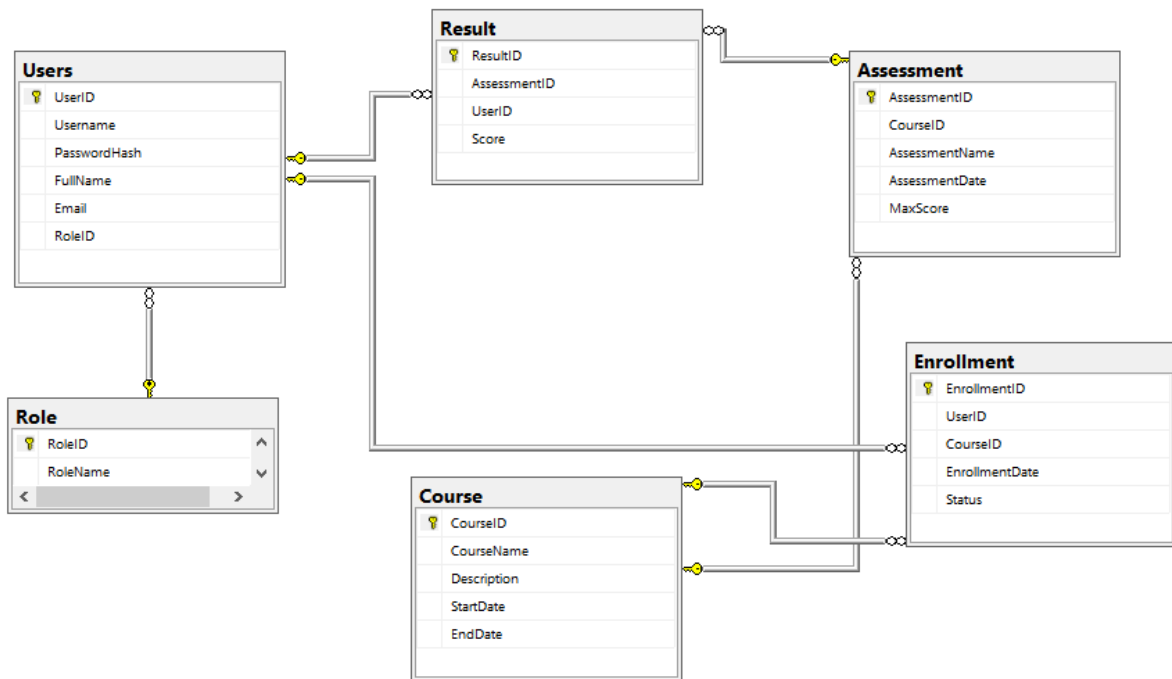 Users
UserID
Username
PasswordHash
FullName
Email
RoleID
Result
ResultID
AssessmentID
UserID
Score
Assessment
AssessmentID
CourseID
AssessmentName
AssessmentDate
MaxScore
Role
RoleID
RoleName
Course
CourseID
CourseName
Description
StartDate
EndDate
Enrollment
EnrollmentID
UserID
CourseID
EnrollmentDate
Status